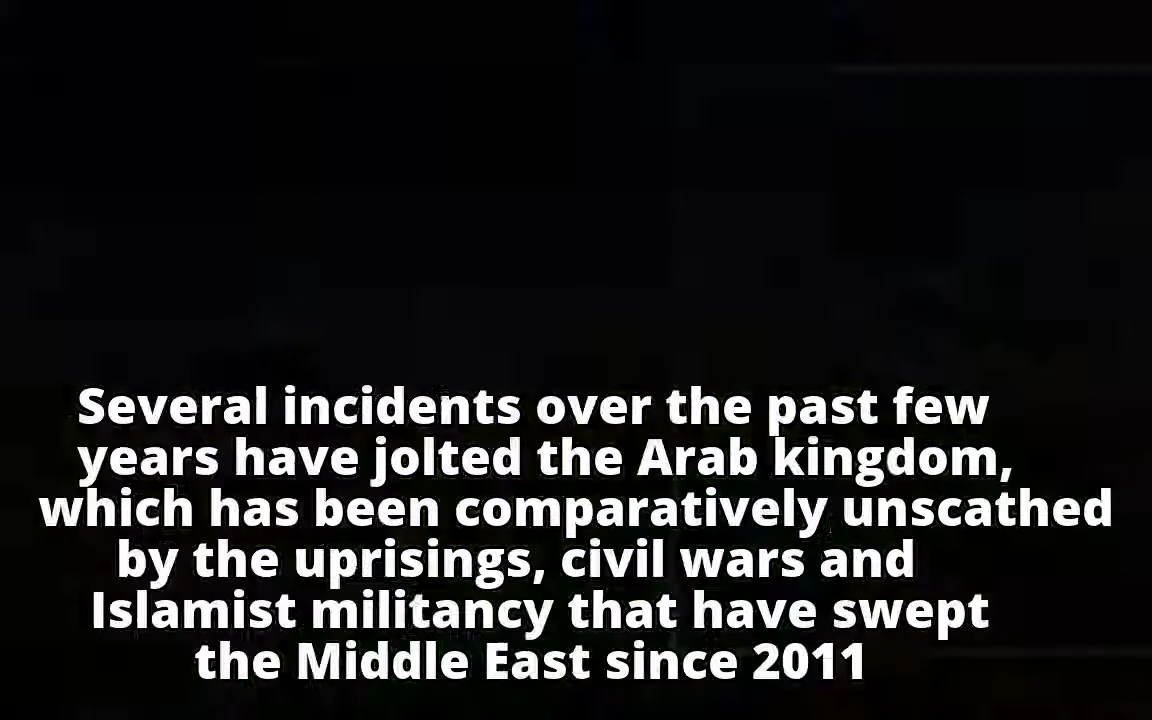 Several incidents over the past few
years have jolted the Arab kingdom,
which has been comparatively unscathed
by the uprisings, civil wars and
Islamist militancy that have swept
the Middle East since 2011